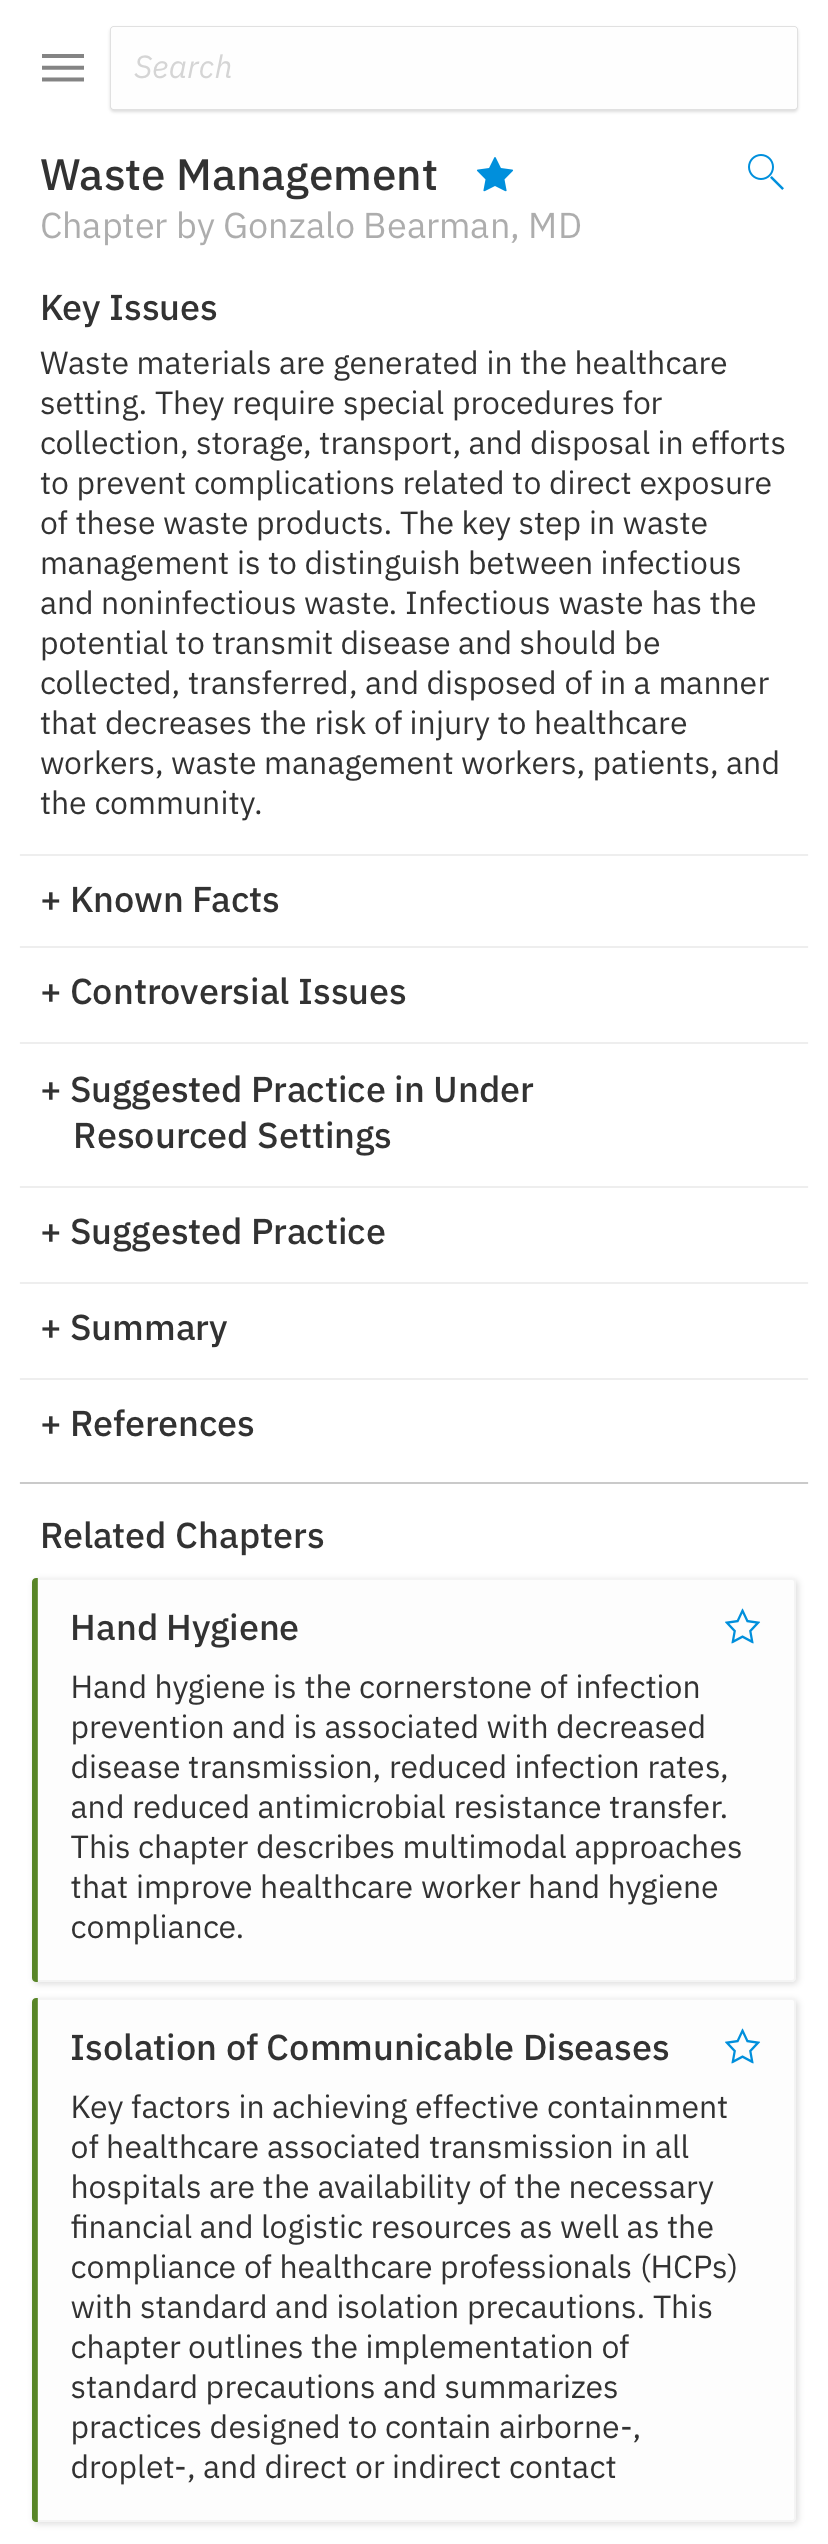 Search
Waste Management
Chapter by Gonzalo Bearman, MD
Key Issues
Waste materials are generated in the healthcare
setting. They require special procedures for
collection, storage, transport, and disposal in efforts
to prevent complications related to direct exposure
of these waste products. The key step in waste
management is to distinguish between infectious
and noninfectious waste. Infectious waste has the
potential to transmit disease and should be
collected, transferred, and disposed of in a manner
that decreases the risk of injury to healthcare
workers, waste management workers, patients, and
the community.
+ Known Facts
+ Controversial Issues
+ Suggested Practice in Under
Resourced Settings
+ Suggested Practice
+ Summary
+ References
Related Chapters
Hand Hygiene
Hand hygiene is the cornerstone of infection
prevention and is associated with decreased
disease transmission, reduced infection rates,
and reduced antimicrobial resistance transfer.
This chapter describes multimodal approaches
that improve healthcare worker hand hygiene
compliance.
Isolation of Communicable Diseases
Key factors in achieving effective containment
of healthcare associated transmission in all
hospitals are the availability of the necessary
financial and logistic resources as well as the
compliance of healthcare professionals (HCPs)
with standard and isolation precautions. This
chapter outlines the implementation of
standard precautions and summarizes
practices designed to contain airborne-,
droplet-, and direct or indirect contact